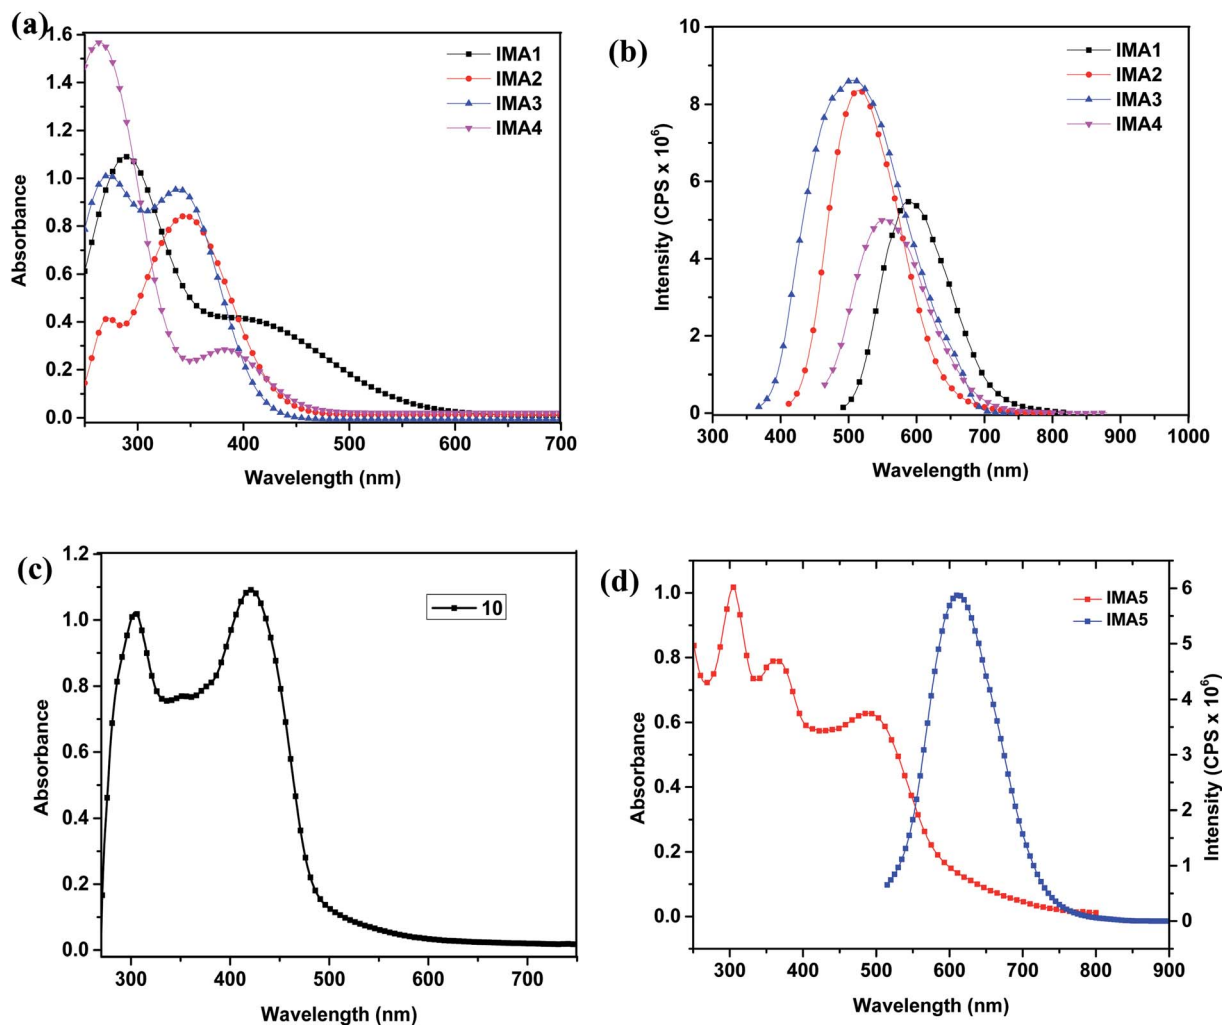 (a)
1.6
1.4
1.2
1.0
0.8
0.6
0.4
0.2
0.0
Absorbance
300 400 500 600 700
Wavelength (nm)
IMA1
IMA2
IMA3
IMA4
(b)
10
8
6
4
2
0
Intensity (CPS x 10⁶)
300 400 500 600 700 800 900 1000
Wavelength (nm)
IMA1
IMA2
IMA3
IMA4
(c)
1.2
1.0
0.8
0.6
0.4
0.2
0.0
Absorbance
300 400 500 600 700
Wavelength (nm)
10
(d)
1.0
0.8
0.6
0.4
0.2
0.0
Absorbance
300 400 500 600 700 800 900
Wavelength (nm)
6
5
4
3
2
1
0
Intensity (CPS x 10⁶)
IMA5
IMA5